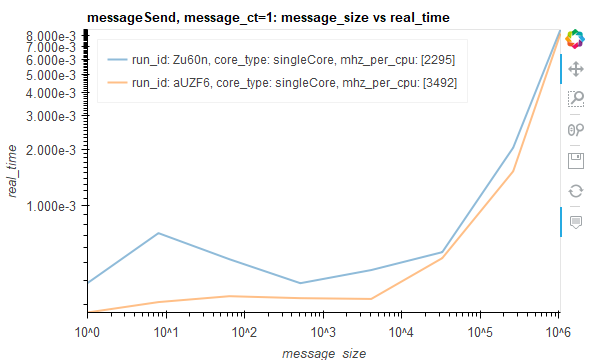 messageSend, message_ct=1: message_size vs real_time
run_id: Zu60n, core_type: singleCore, mhz_per_cpu: [2295]
run_id: aUZF6, core_type: singleCore, mhz_per_cpu: [3492]
8.000e-3
7.000e-3
6.000e-3
5.000e-3
4.000e-3
3.000e-3
2.000e-3
1.000e-3
real_time
10^0 10^1 10^2 10^3 10^4 10^5 10^6
message_size